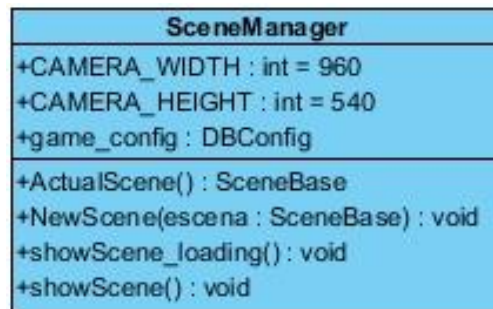 SceneManager
+CAMERA_WIDTH : int = 960
+CAMERA_HEIGHT : int = 540
+game_config : DBConfig
+ActualScene() : SceneBase
+NewScene(escena : SceneBase) : void
+showScene_loading() : void
+showScene() : void